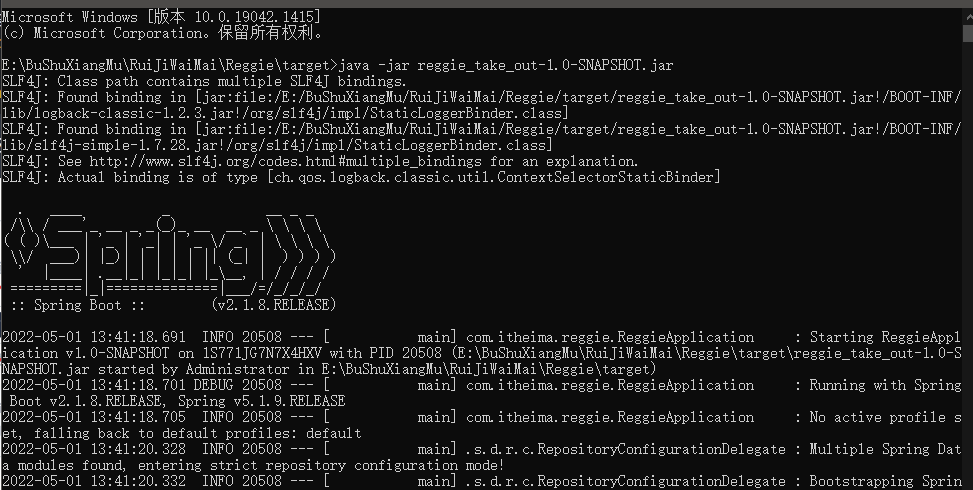 Microsoft Windows [版本 10.0.19042.1415]
(c) Microsoft Corporation。保留所有权利。
E:\BuShuXiangMu\RuiJiWaiMai\Reggie\target>java -jar reggie_take_out-1.0-SNAPSHOT.jar
SLF4J: Class path contains multiple SLF4J bindings.
SLF4J: Found binding in [jar:file:/E:/BuShuXiangMu/RuiJiWaiMai/Reggie/target/reggie_take_out-1.0-SNAPSHOT.jar!/BOOT-INF/
lib/logback-classic-1.2.3.jar!/org/slf4j/impl/StaticLoggerBinder.class]
SLF4J: Found binding in [jar:file:/E:/BuShuXiangMu/RuiJiWaiMai/Reggie/target/reggie_take_out-1.0-SNAPSHOT.jar!/BOOT-INF/
lib/slf4j-simple-1.7.28.jar!/org/slf4j/impl/StaticLoggerBinder.class]
SLF4J: See http://www.slf4j.org/codes.html#multiple_bindings for an explanation.
SLF4J: Actual binding is of type [ch.qos.logback.classic.util.ContextSelectorStaticBinder]
Spring
:: Spring Boot ::        (v2.1.8.RELEASE)
2022-05-01 13:41:18.691  INFO 20508 --- [           main] com.itheima.reggie.ReggieApplication     : Starting ReggieAppl
ication v1.0-SNAPSHOT on 1S771JG7N7X4HXV with PID 20508 (E:\BuShuXiangMu\RuiJiWaiMai\Reggie\target\reggie_take_out-1.0-S
NAPSHOT.jar started by Administrator in E:\BuShuXiangMu\RuiJiWaiMai\Reggie\target)
2022-05-01 13:41:18.701 DEBUG 20508 --- [           main] com.itheima.reggie.ReggieApplication     : Running with Spring
 Boot v2.1.8.RELEASE, Spring v5.1.9.RELEASE
2022-05-01 13:41:18.705  INFO 20508 --- [           main] com.itheima.reggie.ReggieApplication     : No active profile s
et, falling back to default profiles: default
2022-05-01 13:41:20.328  INFO 20508 --- [           main] .s.d.r.c.RepositoryConfigurationDelegate : Multiple Spring Dat
a modules found, entering strict repository configuration mode!
2022-05-01 13:41:20.332  INFO 20508 --- [           main] .s.d.r.c.RepositoryConfigurationDelegate : Bootstrapping Sprin